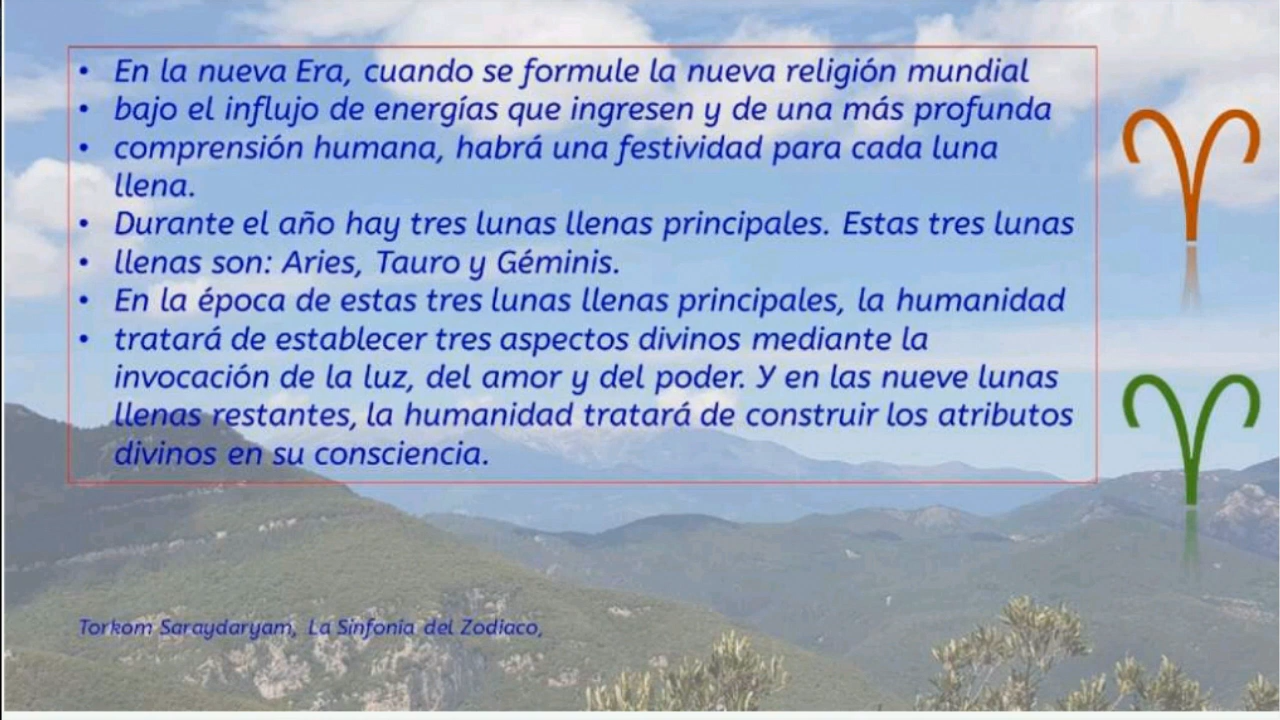 • En la nueva Era, cuando se formule la nueva religión mundial
• bajo el influjo de energías que ingresen y de una más profunda
• comprensión humana, habrá una festividad para cada luna
llena.
• Durante el año hay tres lunas llenas principales. Estas tres lunas
• llenas son: Aries, Tauro y Géminis.
• En la época de estas tres lunas llenas principales, la humanidad
• tratará de establecer tres aspectos divinos mediante la
invocación de la luz, del amor y del poder. Y en las nueve lunas
llenas restantes, la humanidad tratará de construir los atributos
divinos en su consciencia.
Torkom Saraydaryam, La Sinfonía del Zodiaco,